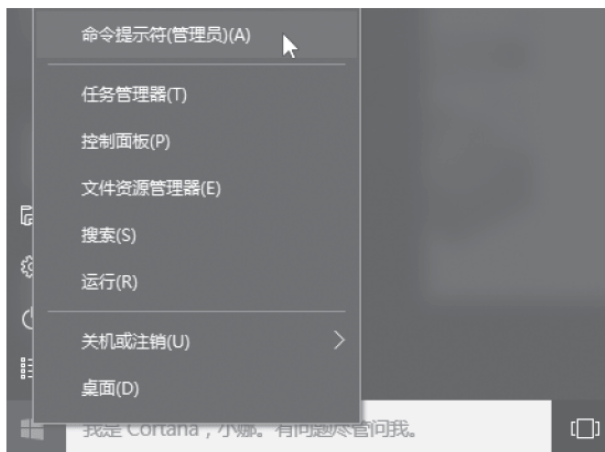 命令提示符(管理员)(A)
任务管理器(T)
控制面板(P)
文件资源管理器(E)
搜索(S)
运行(R)
关机或注销(U)
桌面(D)
我是 Cortana，小娜。有问题尽管问我。